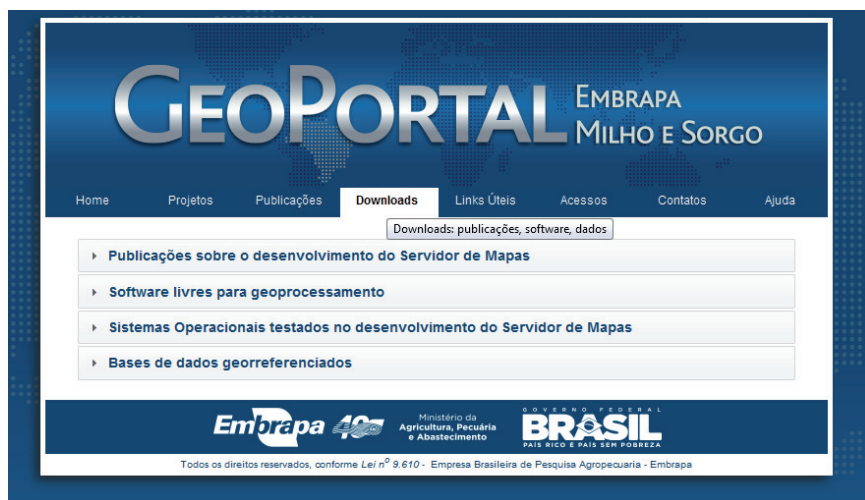 GEOPORTAL EMBRAPA
MILHO E SORGO
Home Projetos Publicações Downloads Links Úteis Acessos Contatos Ajuda
Downloads: publicações, software, dados
Publicações sobre o desenvolvimento do Servidor de Mapas
Software livres para geoprocessamento
Sistemas Operacionais testados no desenvolvimento do Servidor de Mapas
Bases de dados georreferenciados
Embrapa 40
Ministério da
Agricultura, Pecuária
e Abastecimento
GOVERNO FEDERAL
BRASIL
PAÍS RICO É PAÍS SEM POBREZA
Todos os direitos reservados, conforme Lei nº 9.610 - Empresa Brasileira de Pesquisa Agropecuaria - Embrapa